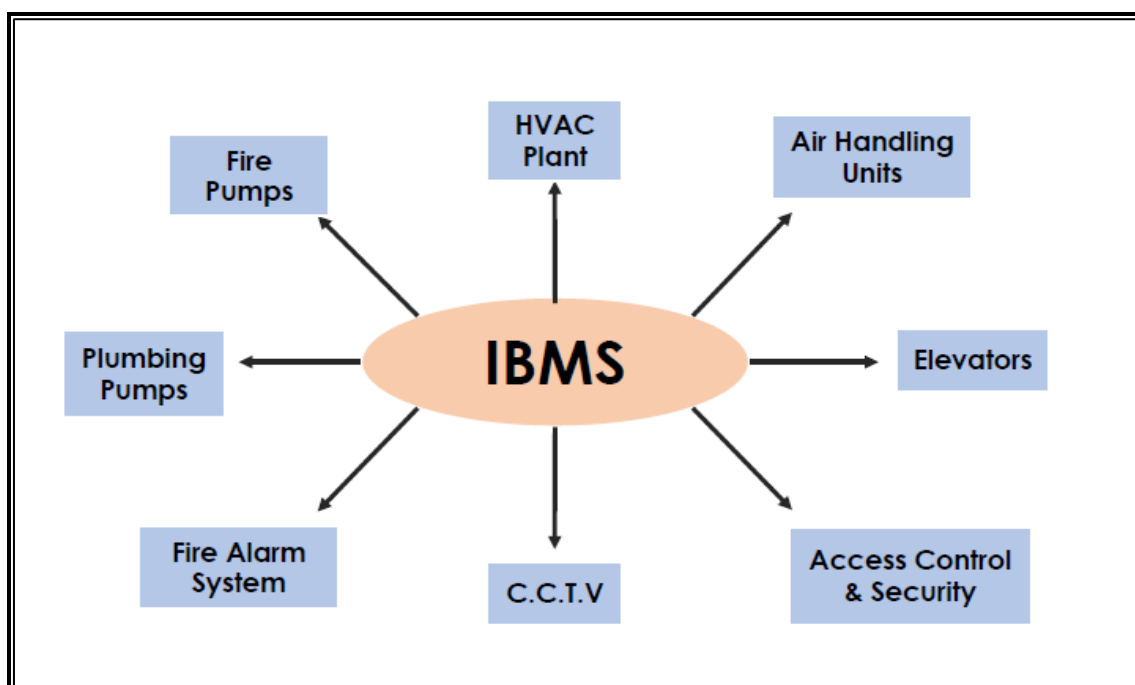 HVAC
Plant
Air Handling
Units
Fire
Pumps
IBMS
Plumbing
Pumps
Elevators
Fire Alarm
System
C.C.T.V
Access Control
& Security